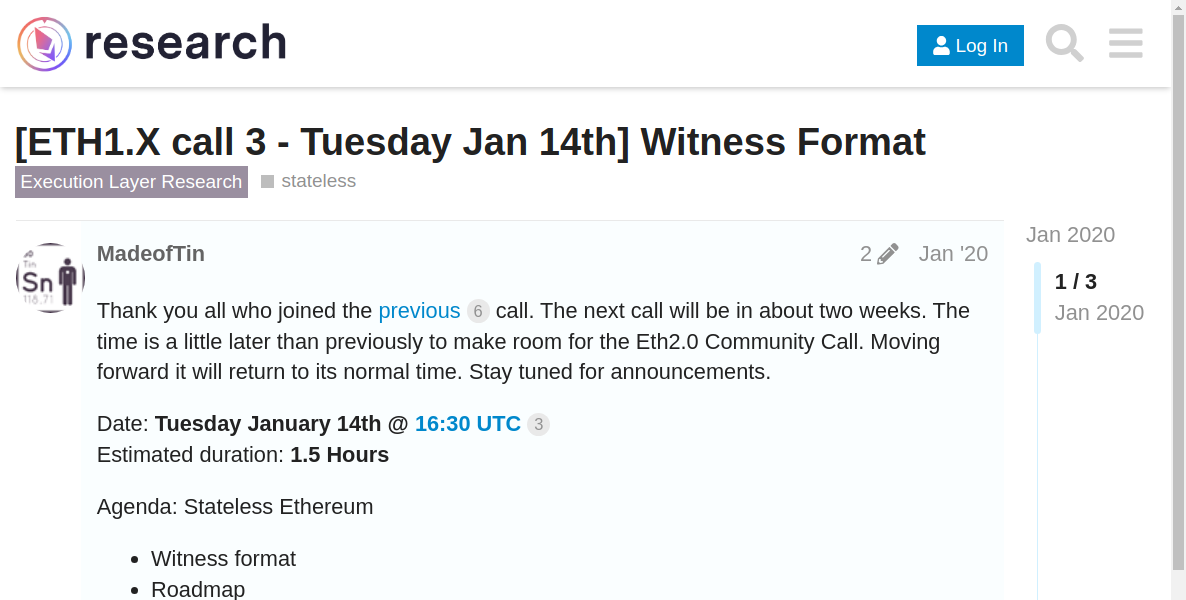 research
Log In
[ETH1.X call 3 - Tuesday Jan 14th] Witness Format
Execution Layer Research
stateless
MadeofTin
2
Jan '20
Jan 2020
1 / 3
Jan 2020
Tin
Sn
118.71
Thank you all who joined the previous 6 call. The next call will be in about two weeks. The
time is a little later than previously to make room for the Eth2.0 Community Call. Moving
forward it will return to its normal time. Stay tuned for announcements.
Date: Tuesday January 14th @ 16:30 UTC 3
Estimated duration: 1.5 Hours
Agenda: Stateless Ethereum
• Witness format
• Roadmap